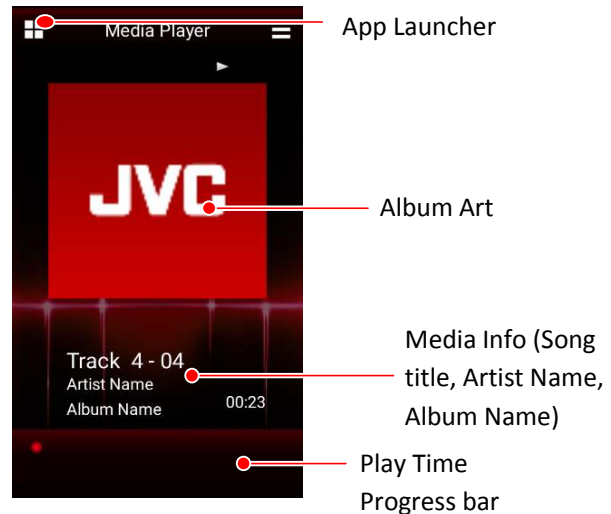 Media Player
App Launcher
JVC
Album Art
Track 4 - 04
Artist Name
Album Name
00:23
Media Info (Song
title, Artist Name,
Album Name)
Play Time
Progress bar